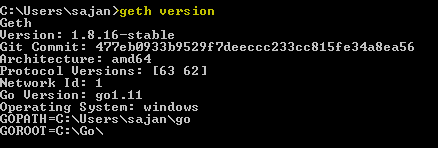 C:\Users\sajan>geth version
Geth
Version: 1.8.16-stable
Git Commit: 477eb0933b9529f7deeccc233cc815fe34a8ea56
Architecture: amd64
Protocol Versions: [63 62]
Network Id: 1
Go Version: go1.11
Operating System: windows
GOPATH=C:\Users\sajan\go
GOROOT=C:\Go\